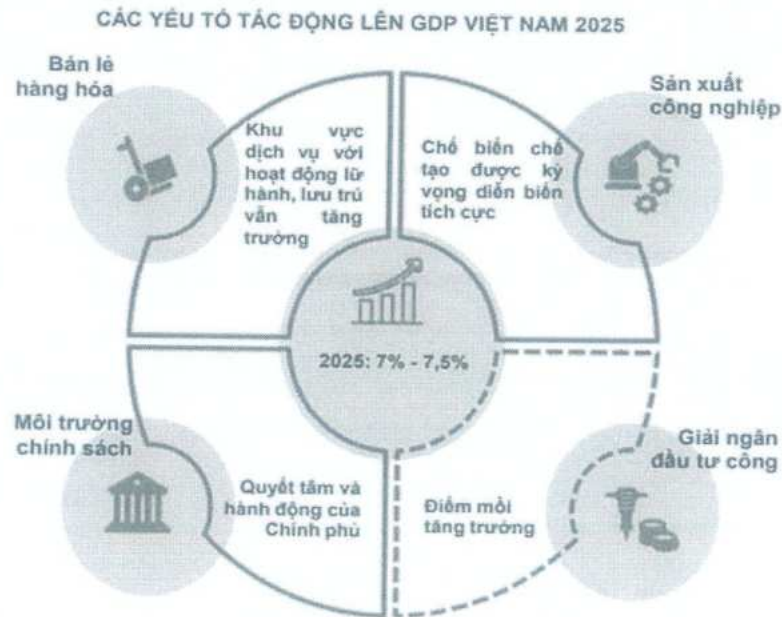 CÁC YẾU TỐ TÁC ĐỘNG LÊN GDP VIỆT NAM 2025
Bán lẻ
hàng hóa
Khu vực
dịch vụ với
hoạt động lữ
hành, lưu trú
vẫn tăng
trưởng
Chế biến chế
tạo được kỳ
vọng diễn biến
tích cực
Sản xuất
công nghiệp
2025: 7% - 7,5%
Môi trường
chính sách
Quyết tâm và
hành động của
Chính phủ
Điểm mồi
tăng trưởng
Giải ngân
đầu tư công